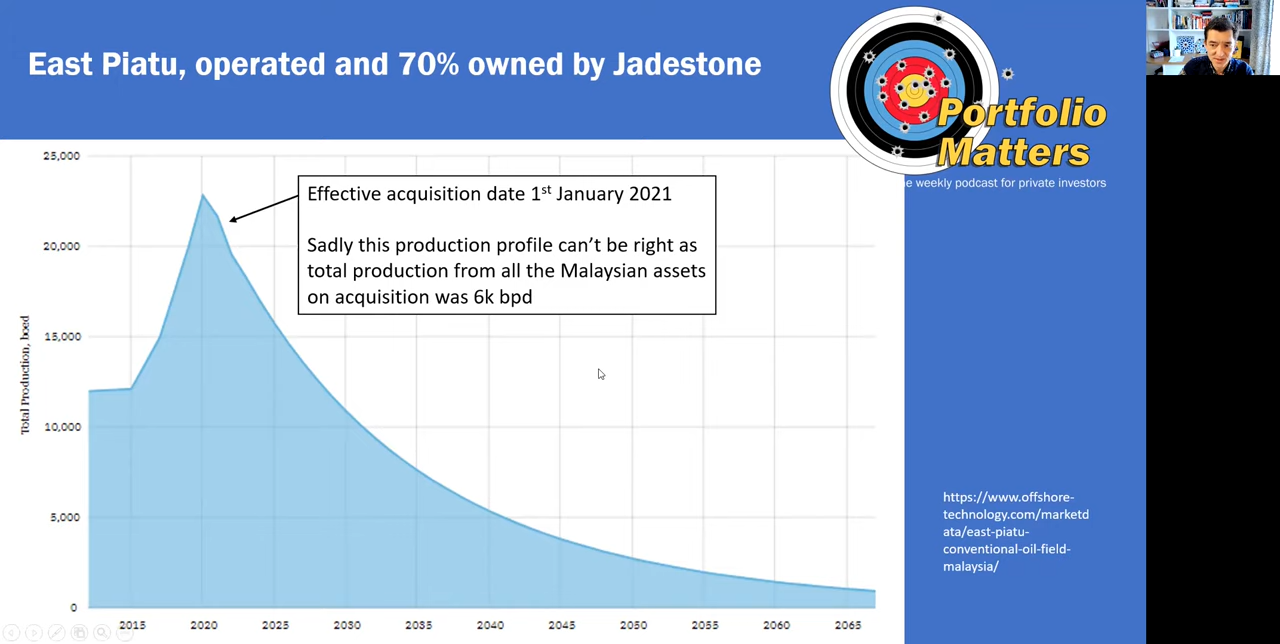 East Piatu, operated and 70% owned by Jadestone
Portfolio
Matters
e weekly podcast for private investors
25,000
20,000
15,000
10,000
5,000
0
Total Production, boed
Effective acquisition date 1st January 2021
Sadly this production profile can't be right as
total production from all the Malaysian assets
on acquisition was 6k bpd
2015 2020 2025 2030 2035 2040 2045 2050 2055 2060 2065
https://www.offshore-
technology.com/marketd
ata/east-piatu-
conventional-oil-field-
malaysia/